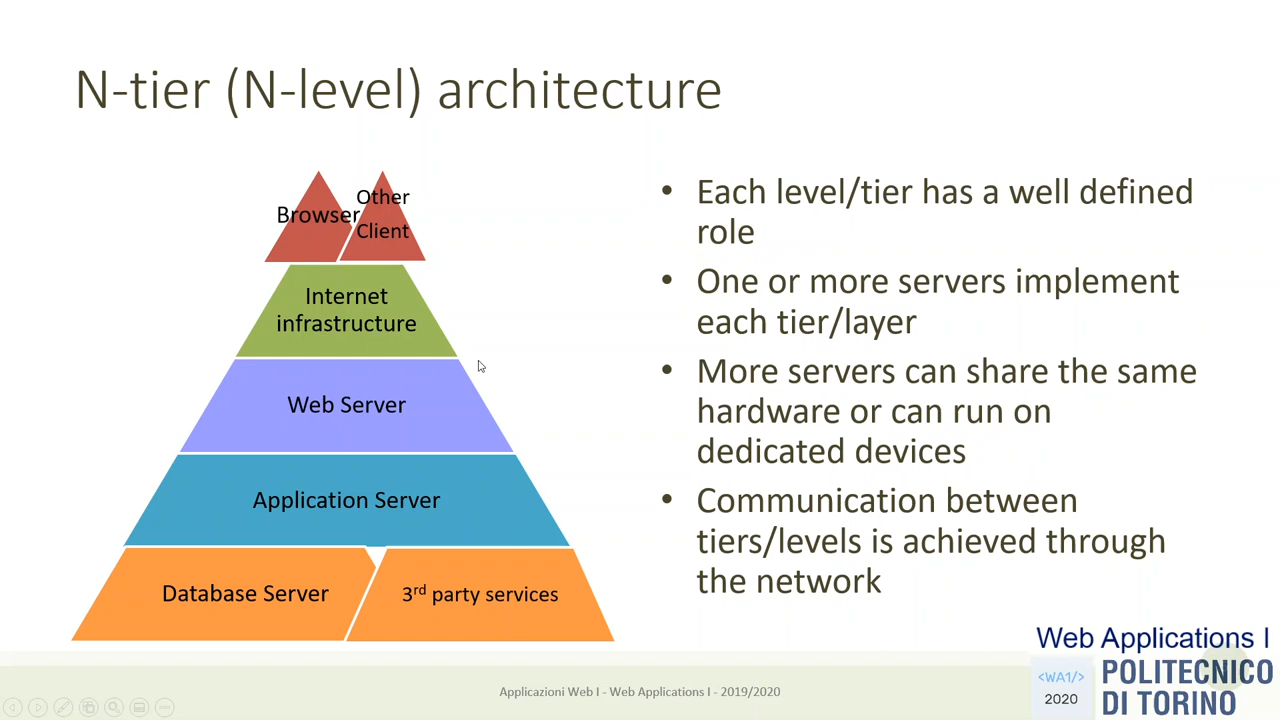 N-tier (N-level) architecture
Browser
Other
Client
Internet
infrastructure
Web Server
Application Server
Database Server
3rd party services
• Each level/tier has a well defined
role
• One or more servers implement
each tier/layer
• More servers can share the same
hardware or can run on
dedicated devices
• Communication between
tiers/levels is achieved through
the network
Applicazioni Web I - Web Applications I - 2019/2020
Web Applications I
<WA1/>
2020
POLITECNICO
DI TORINO